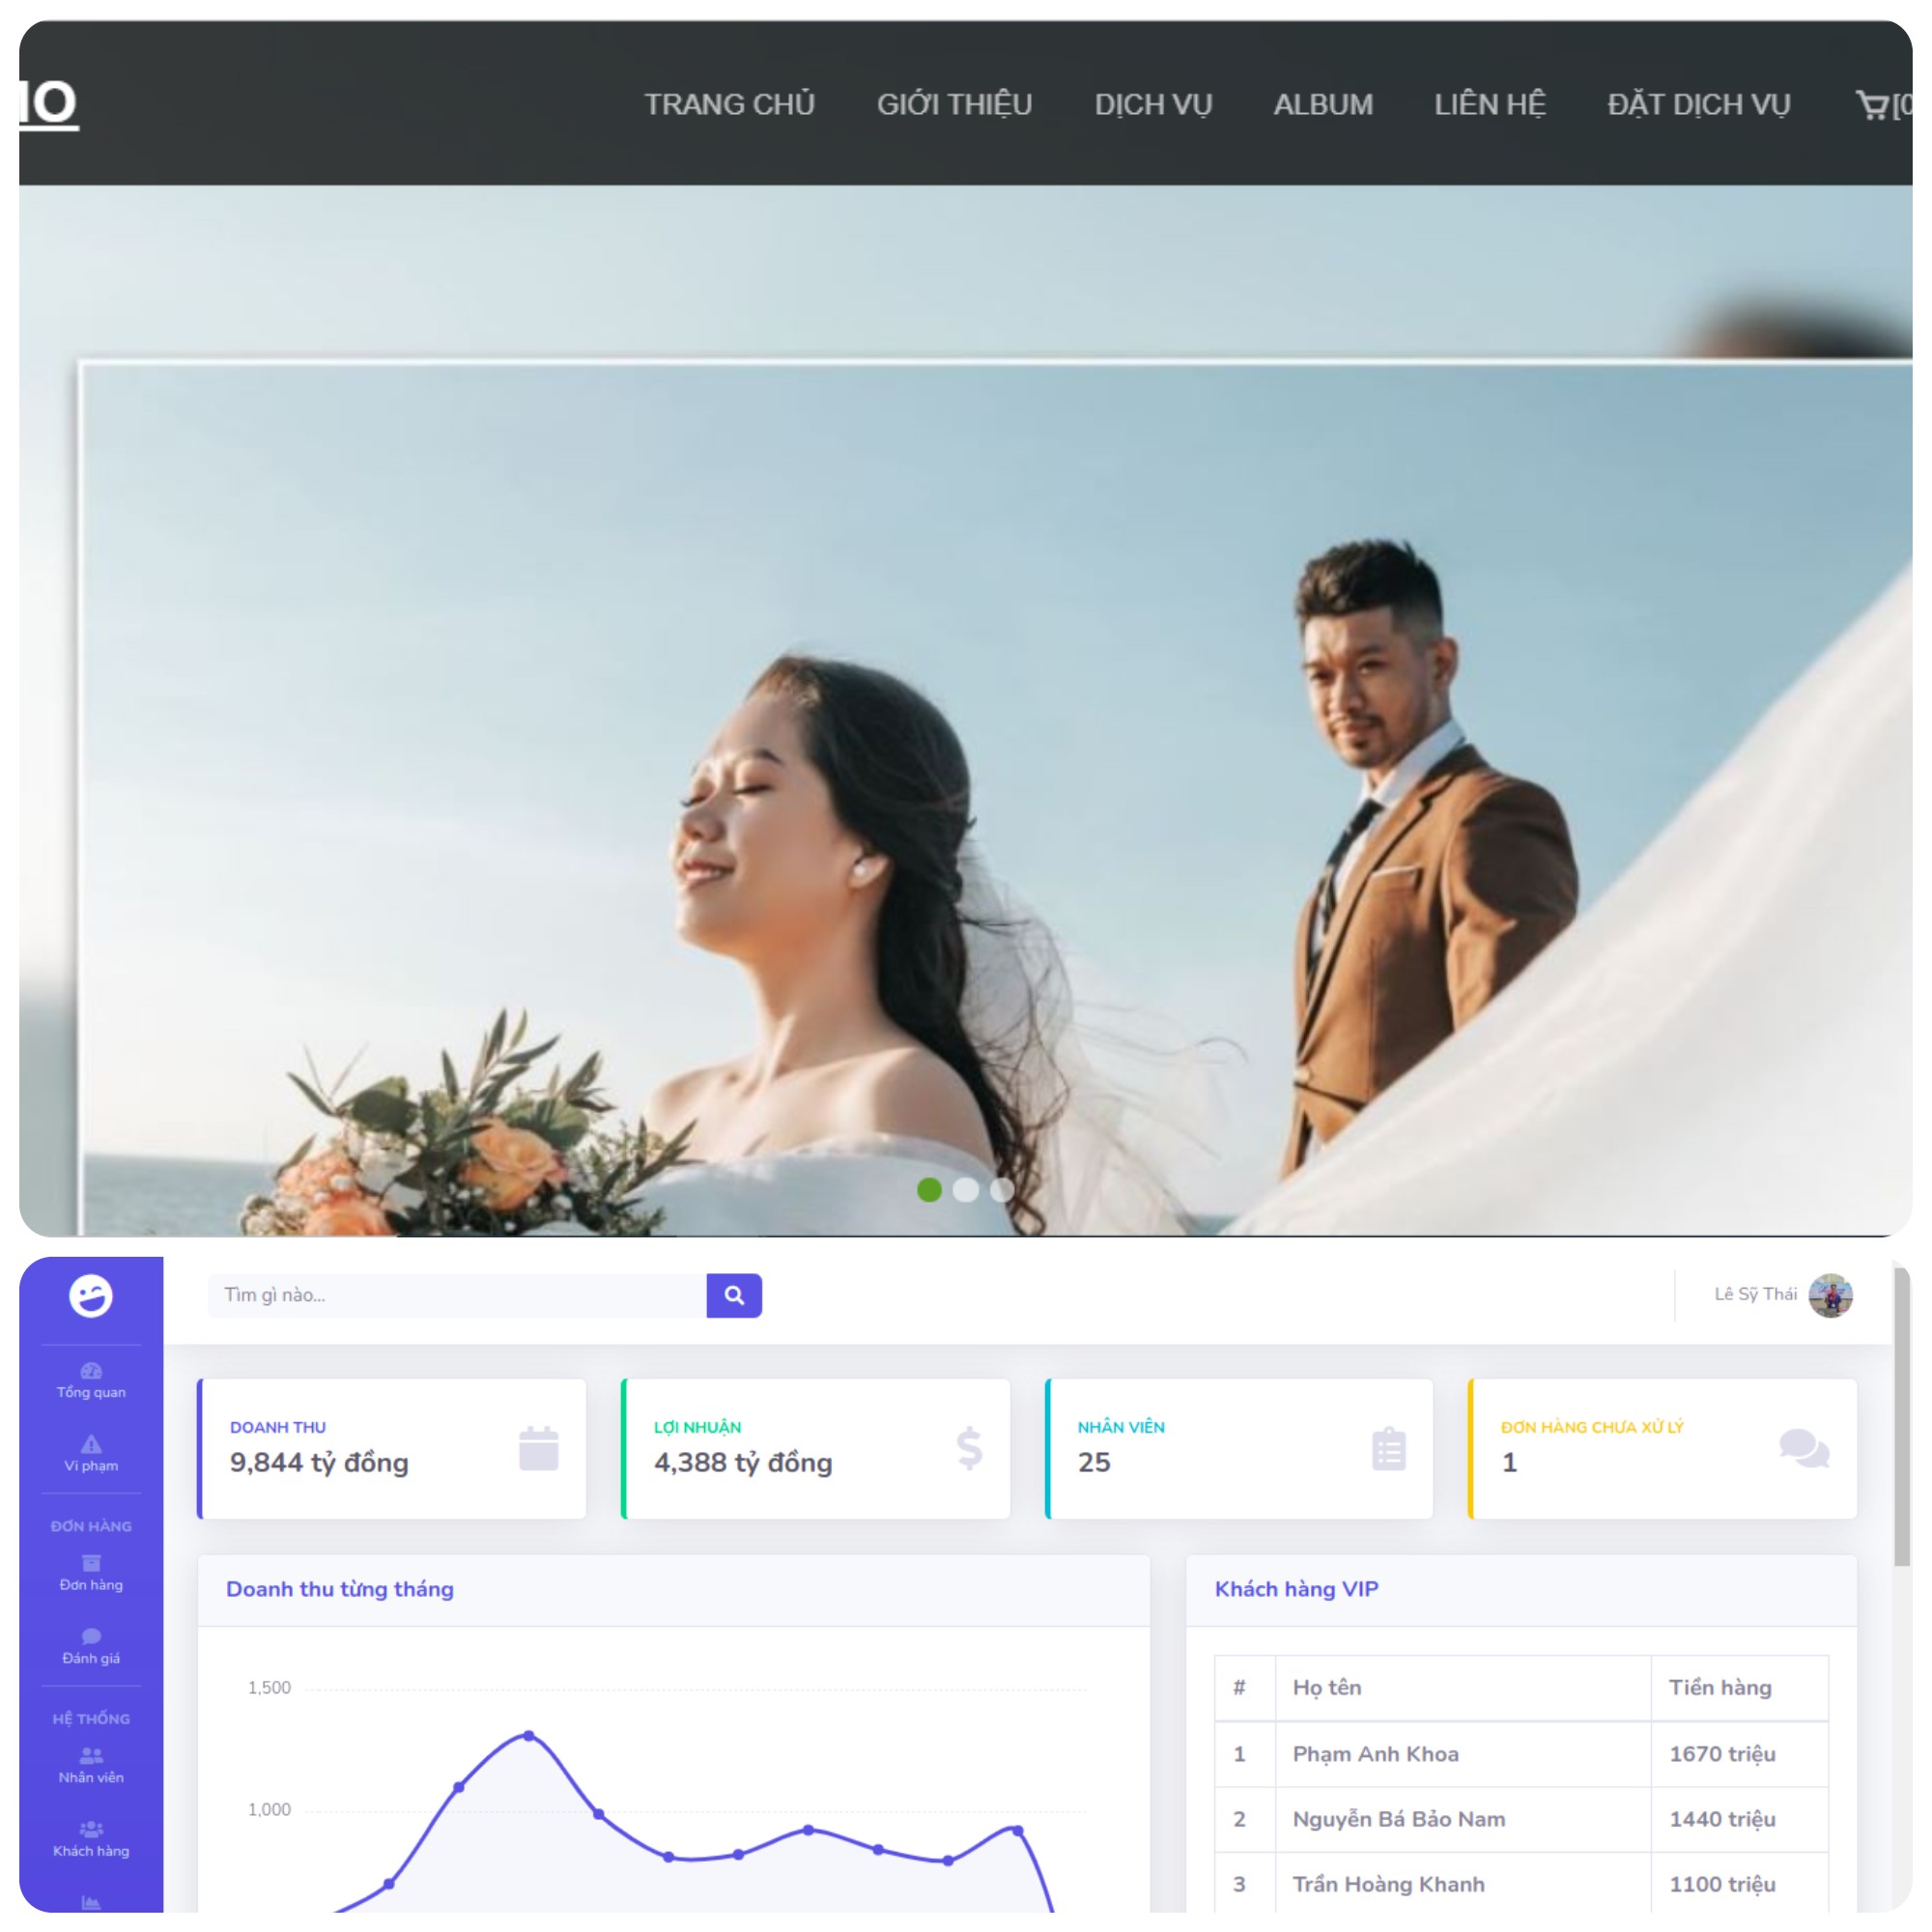 IO
TRANG CHỦ GIỚI THIỆU DỊCH VỤ ALBUM LIÊN HỆ ĐẶT DỊCH VỤ [0
Tìm gì nào...
Lê Sỹ Thái
Tổng quan
Vi phạm
ĐƠN HÀNG
Đơn hàng
Đánh giá
HỆ THỐNG
Nhân viên
Khách hàng
DOANH THU
9,844 tỷ đồng
LỢI NHUẬN
4,388 tỷ đồng
NHÂN VIÊN
25
ĐƠN HÀNG CHƯA XỬ LÝ
1
Doanh thu từng tháng
1,500
1,000
Khách hàng VIP
# Họ tên Tiền hàng
1 Phạm Anh Khoa 1670 triệu
2 Nguyễn Bá Bảo Nam 1440 triệu
3 Trần Hoàng Khanh 1100 triệu